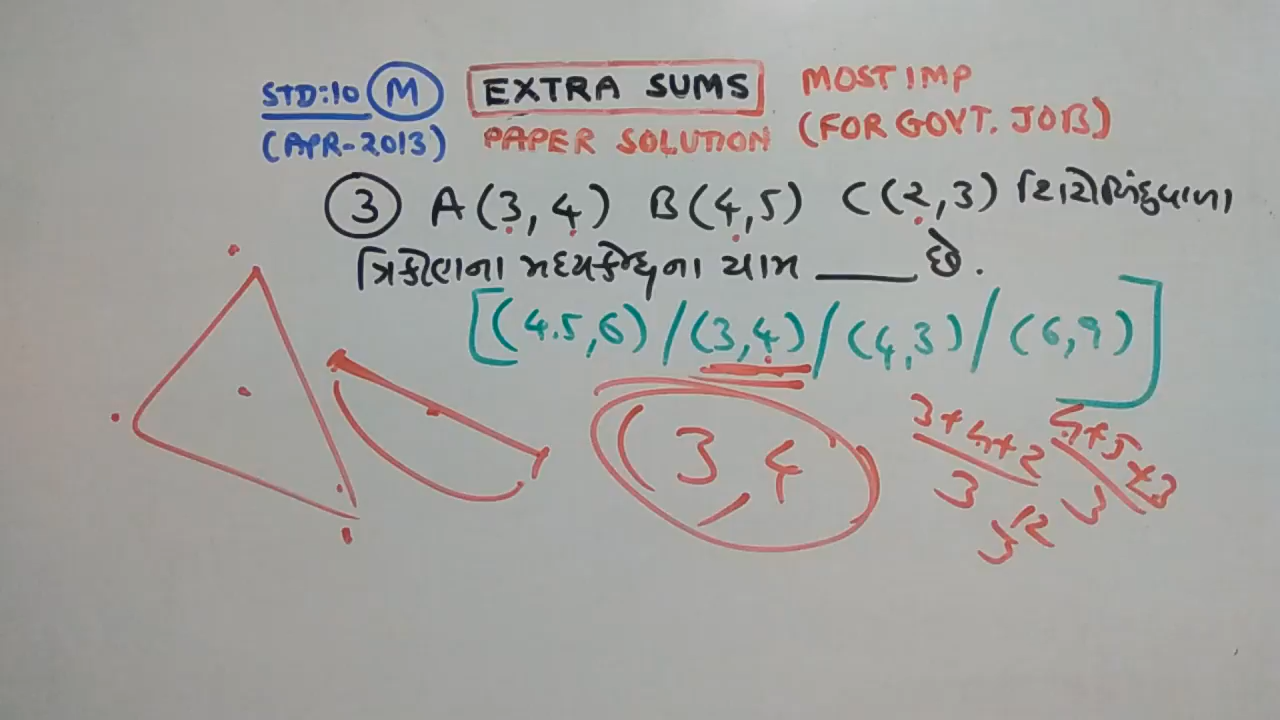 STD:10 M EXTRA SUMS MOST IMP
(APR-2013) PAPER SOLUTION (FOR GOVT. JOB)
3 A(3,4) B(4,5) C(2,3) શિરોબિંદુવાળા
ત્રિકોણના મધ્યકેન્દ્રના યામ ______ છે.
[(4.5,6) / (3,4) / (4,3) / (6,9)]
(3,4)
3+4+2
3
4+5+3
3